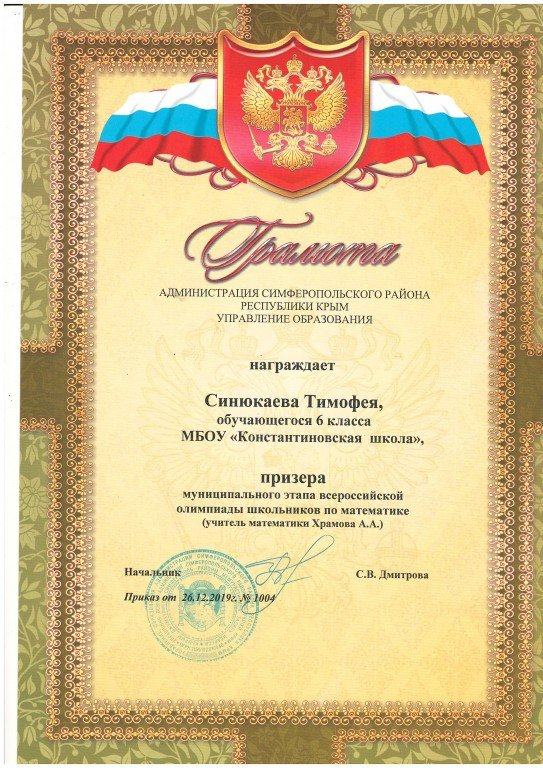 Грамота
АДМИНИСТРАЦИЯ СИМФЕРОПОЛЬСКОГО РАЙОНА
РЕСПУБЛИКИ КРЫМ
УПРАВЛЕНИЕ ОБРАЗОВАНИЯ
награждает
Синюкаева Тимофея,
обучающегося 6 класса
МБОУ «Константиновская школа»,
призера
муниципального этапа всероссийской
олимпиады школьников по математике
(учитель математики Храмова А.А.)
Начальник
С.В. Дмитрова
Приказ от 26.12.2019г. № 1004